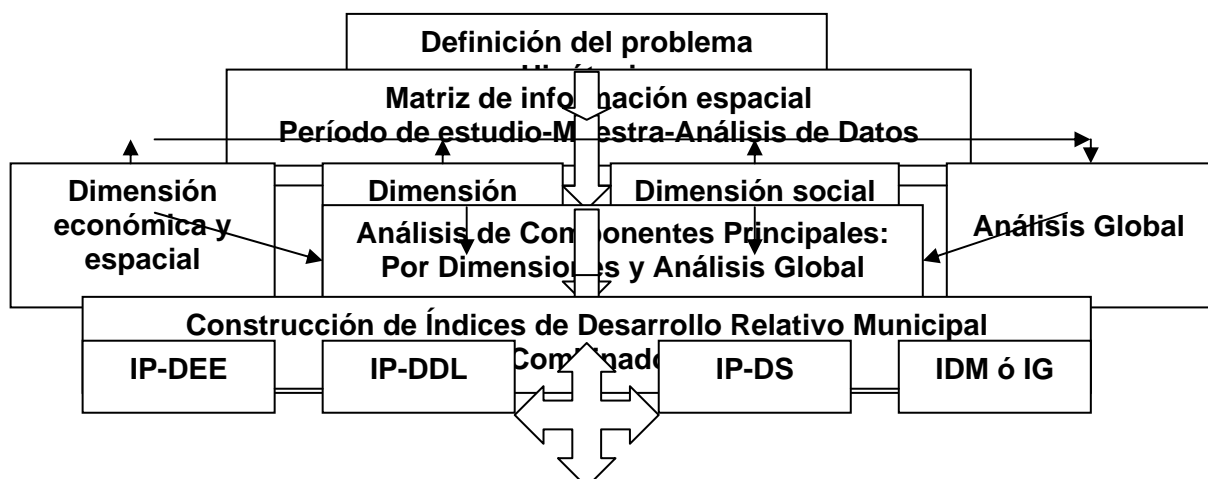 Definición del problema
Matriz de información espacial
Período de estudio-Muestra-Análisis de Datos
Dimensión
económica y
espacial
Dimensión
Dimensión social
Análisis Global
Análisis de Componentes Principales:
Por Dimensiones y Análisis Global
Construcción de Índices de Desarrollo Relativo Municipal
IP-DEE
IP-DDL
IP-DS
IDM ó IG